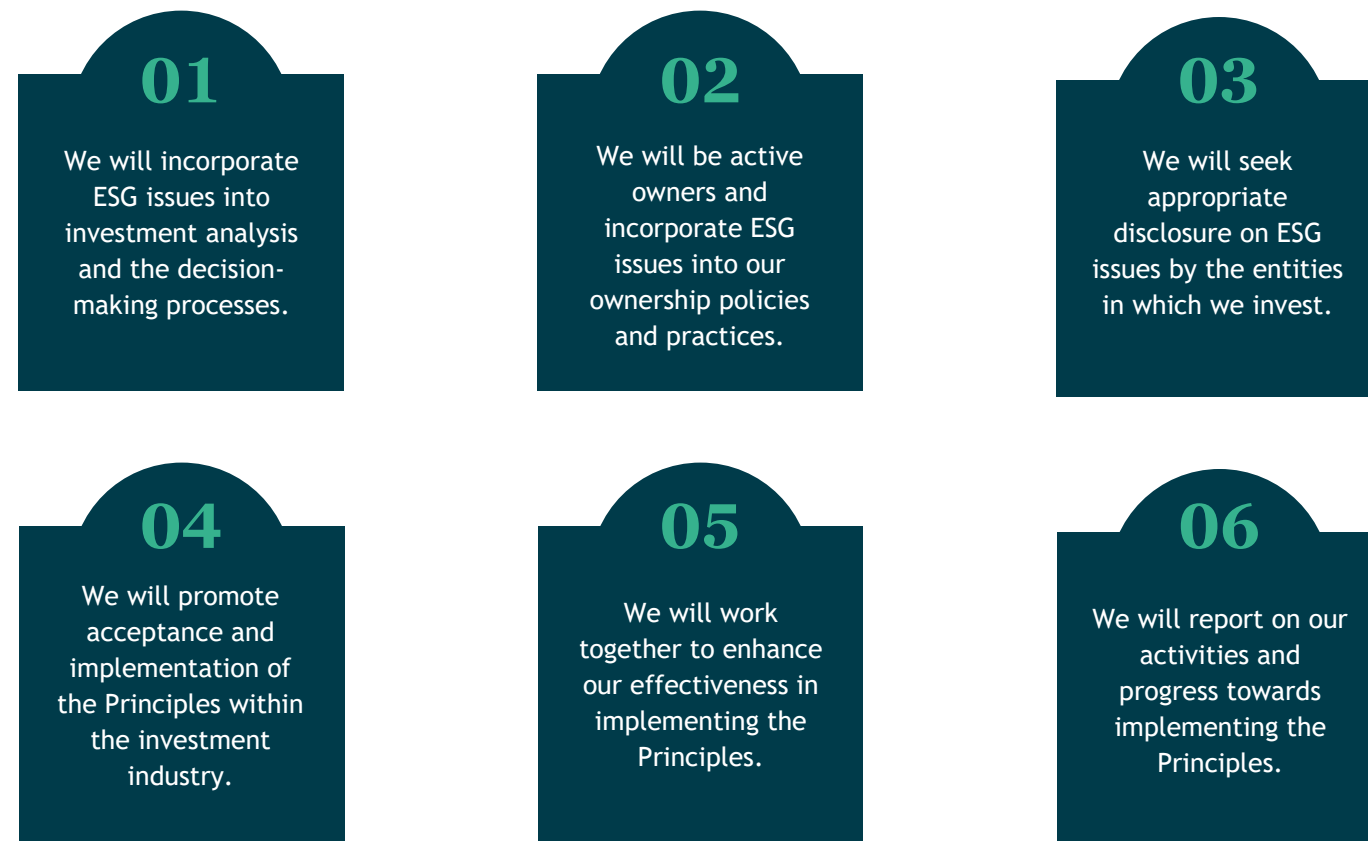 01
We will incorporate
ESG issues into
investment analysis
and the decision-
making processes.
02
We will be active
owners and
incorporate ESG
issues into our
ownership policies
and practices.
03
We will seek
appropriate
disclosure on ESG
issues by the entities
in which we invest.
04
We will promote
acceptance and
implementation of
the Principles within
the investment
industry.
05
We will work
together to enhance
our effectiveness in
implementing the
Principles.
06
We will report on our
activities and
progress towards
implementing the
Principles.